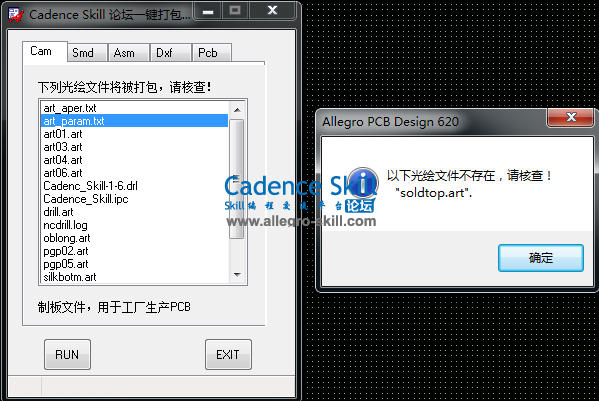 Cadence Skill 论坛一键打包...
Cam
Smd
Asm
Dxf
Pcb
下列光绘文件将被打包，请核查！
art_aper.txt
art_param.txt
art01.art
art03.art
art04.art
art06.art
Cadenc_Skill-1-6.drl
Cadence_Skill.ipc
drill.art
ncdrill.log
oblong.art
pgp02.art
pgp05.art
silkbotm.art
制板文件，用于工厂生产PCB
RUN
EXIT
Allegro PCB Design 620
以下光绘文件不存在，请核查！
"soldtop.art".
确定
Cadence Skill
Skill 编程交流平台 论坛
www.allegro-skill.com